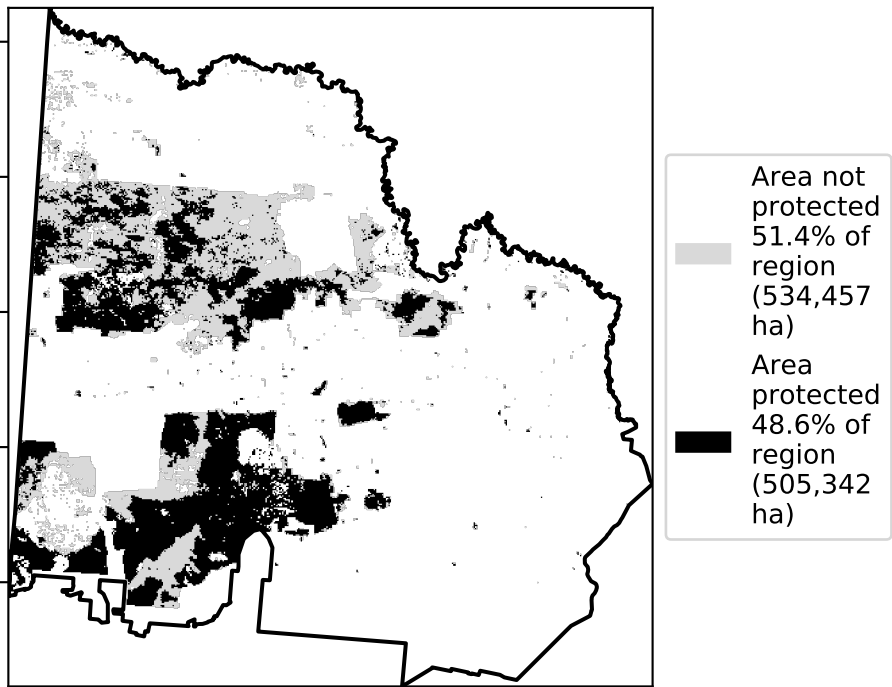 Area not
protected
51.4% of
region
(534,457
ha)
Area
protected
48.6% of
region
(505,342
ha)